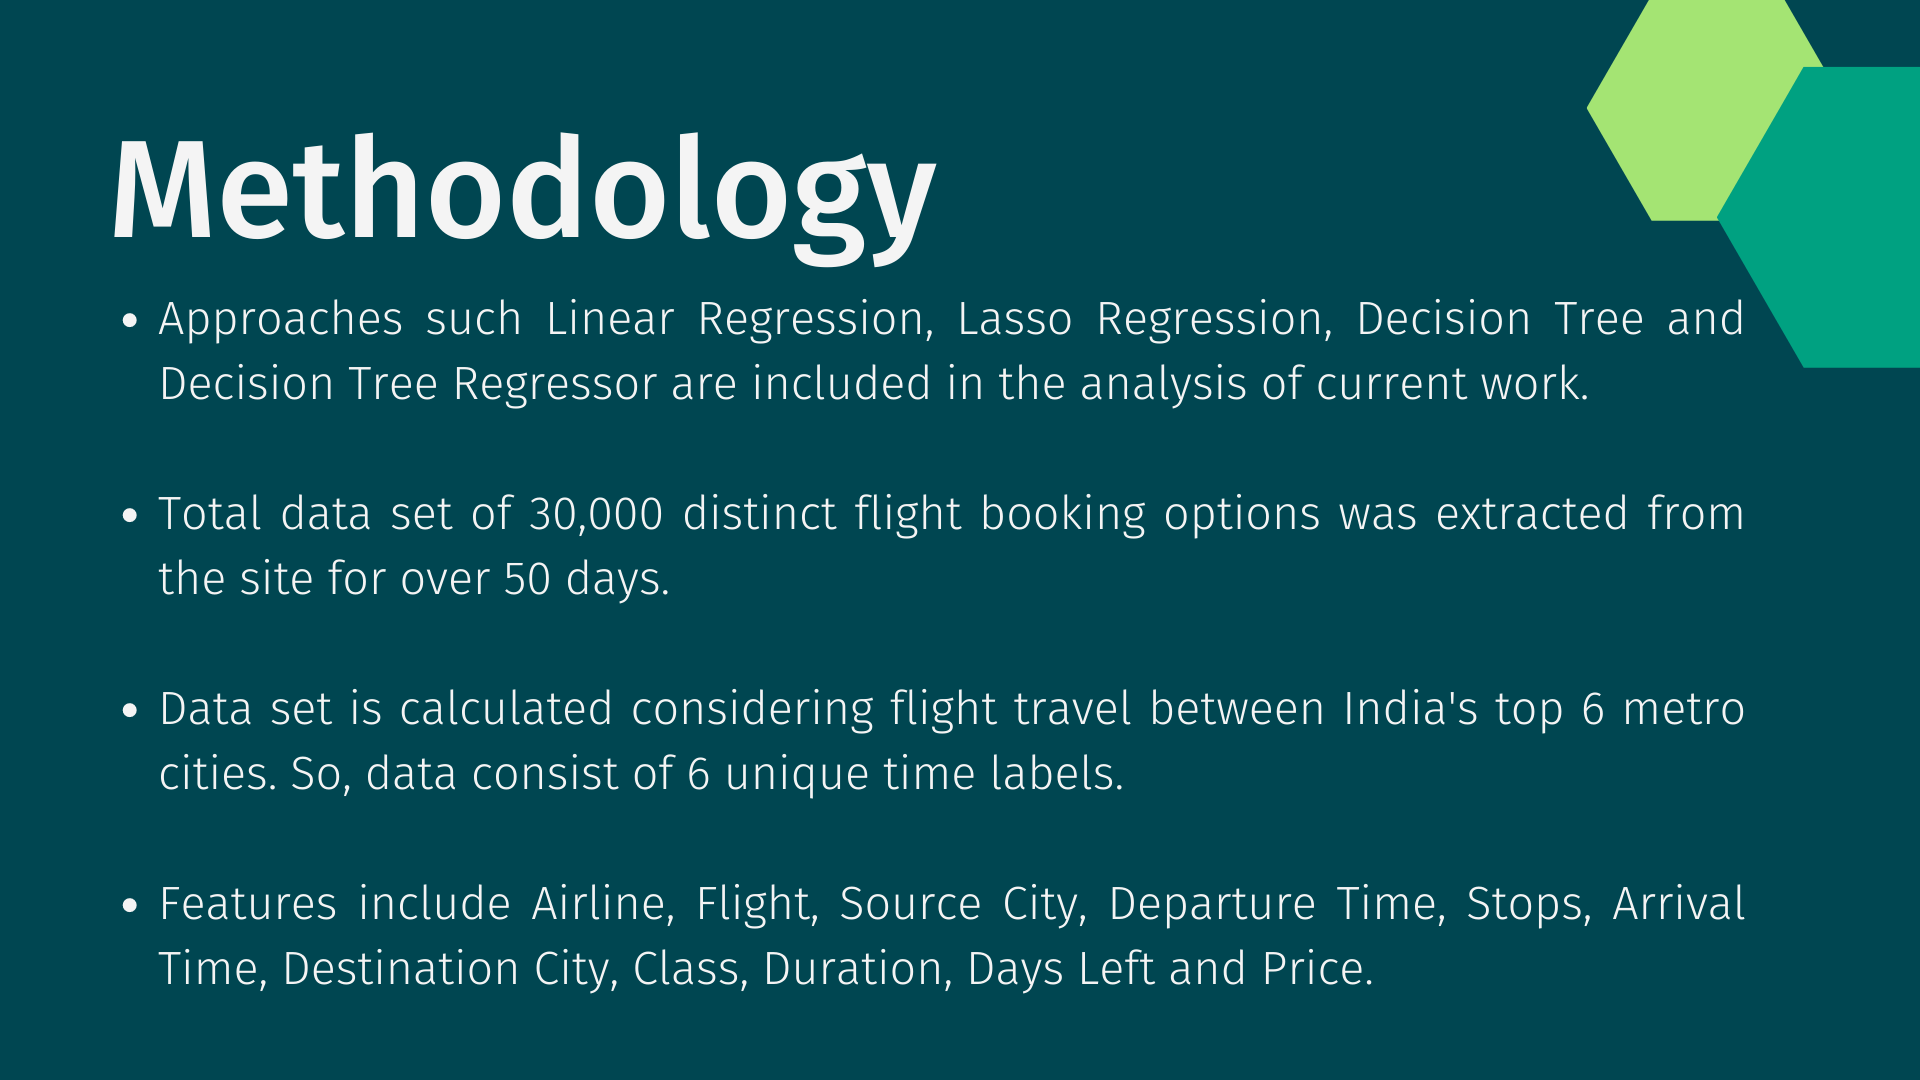 Methodology
• Approaches such Linear Regression, Lasso Regression, Decision Tree and
Decision Tree Regressor are included in the analysis of current work.
• Total data set of 30,000 distinct flight booking options was extracted from
the site for over 50 days.
• Data set is calculated considering flight travel between India's top 6 metro
cities. So, data consist of 6 unique time labels.
• Features include Airline, Flight, Source City, Departure Time, Stops, Arrival
Time, Destination City, Class, Duration, Days Left and Price.